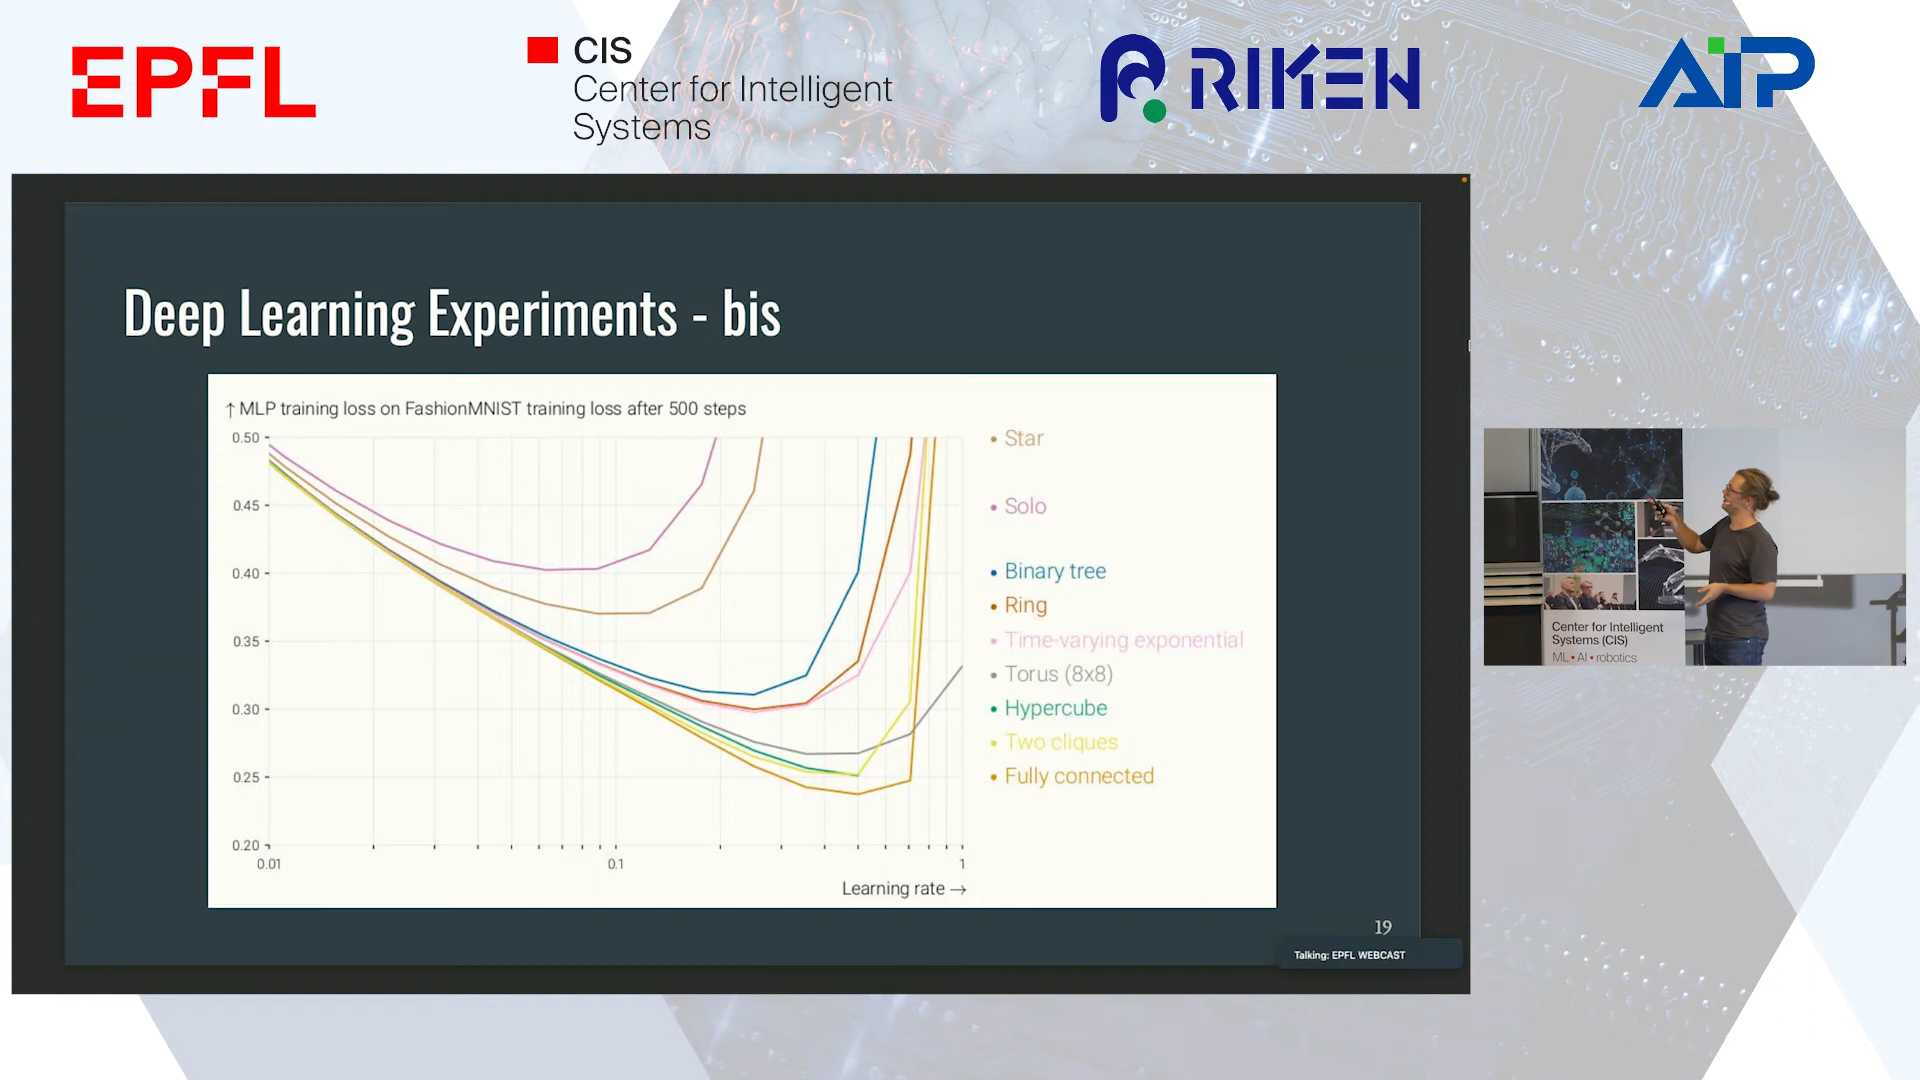 EPFL
CIS
Center for Intelligent
Systems
RIKEN
AIP
Deep Learning Experiments - bis
↑ MLP training loss on FashionMNIST training loss after 500 steps
0.50
0.45
0.40
0.35
0.30
0.25
0.20
0.01
0.1
1
Learning rate →
Star
Solo
Binary tree
Ring
Time-varying exponential
Torus (8x8)
Hypercube
Two cliques
Fully connected
19
Talking: EPFL WEBCAST
Center for Intelligent
Systems (CIS)
ML • AI • robotics